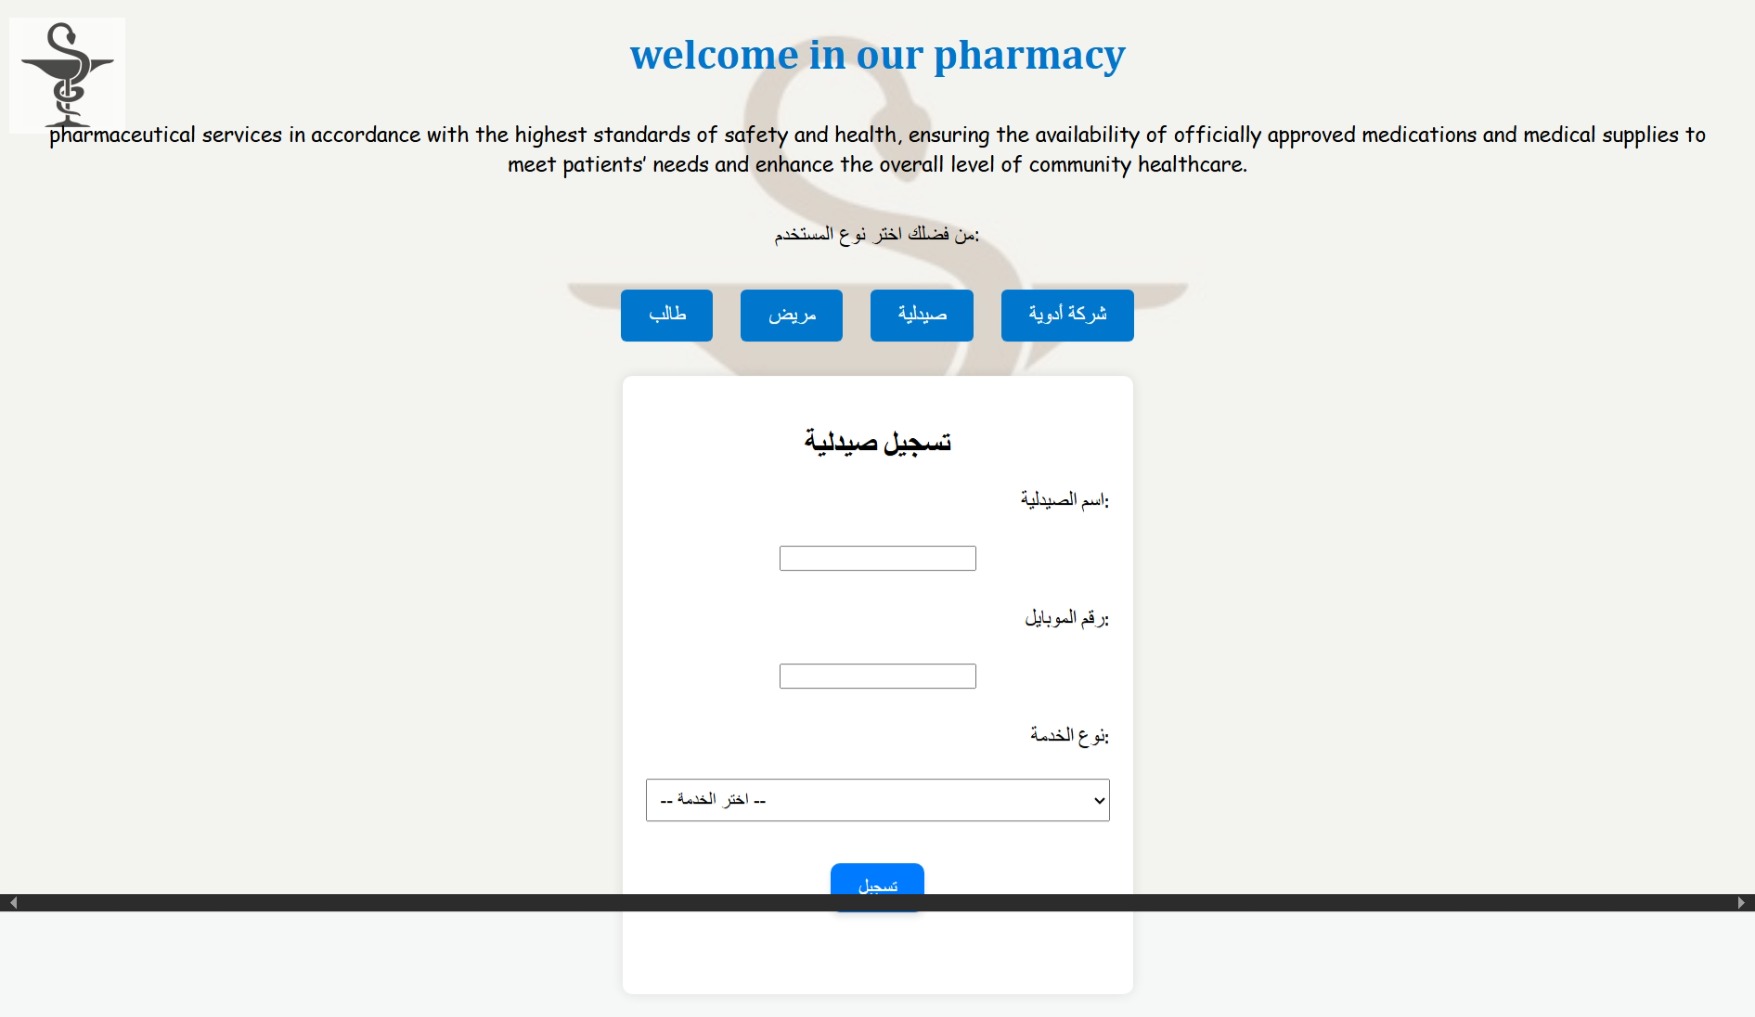 welcome in our pharmacy
pharmaceutical services in accordance with the highest standards of safety and health, ensuring the availability of officially approved medications and medical supplies to
meet patients' needs and enhance the overall level of community healthcare.
من فضلك اختر نوع المستخدم:
شركة أدوية
صيدلية
مريض
طالب
تسجيل صيدلية
اسم الصيدلية:
رقم الموبايل:
نوع الخدمة:
-- اختر الخدمة --
تسجيل